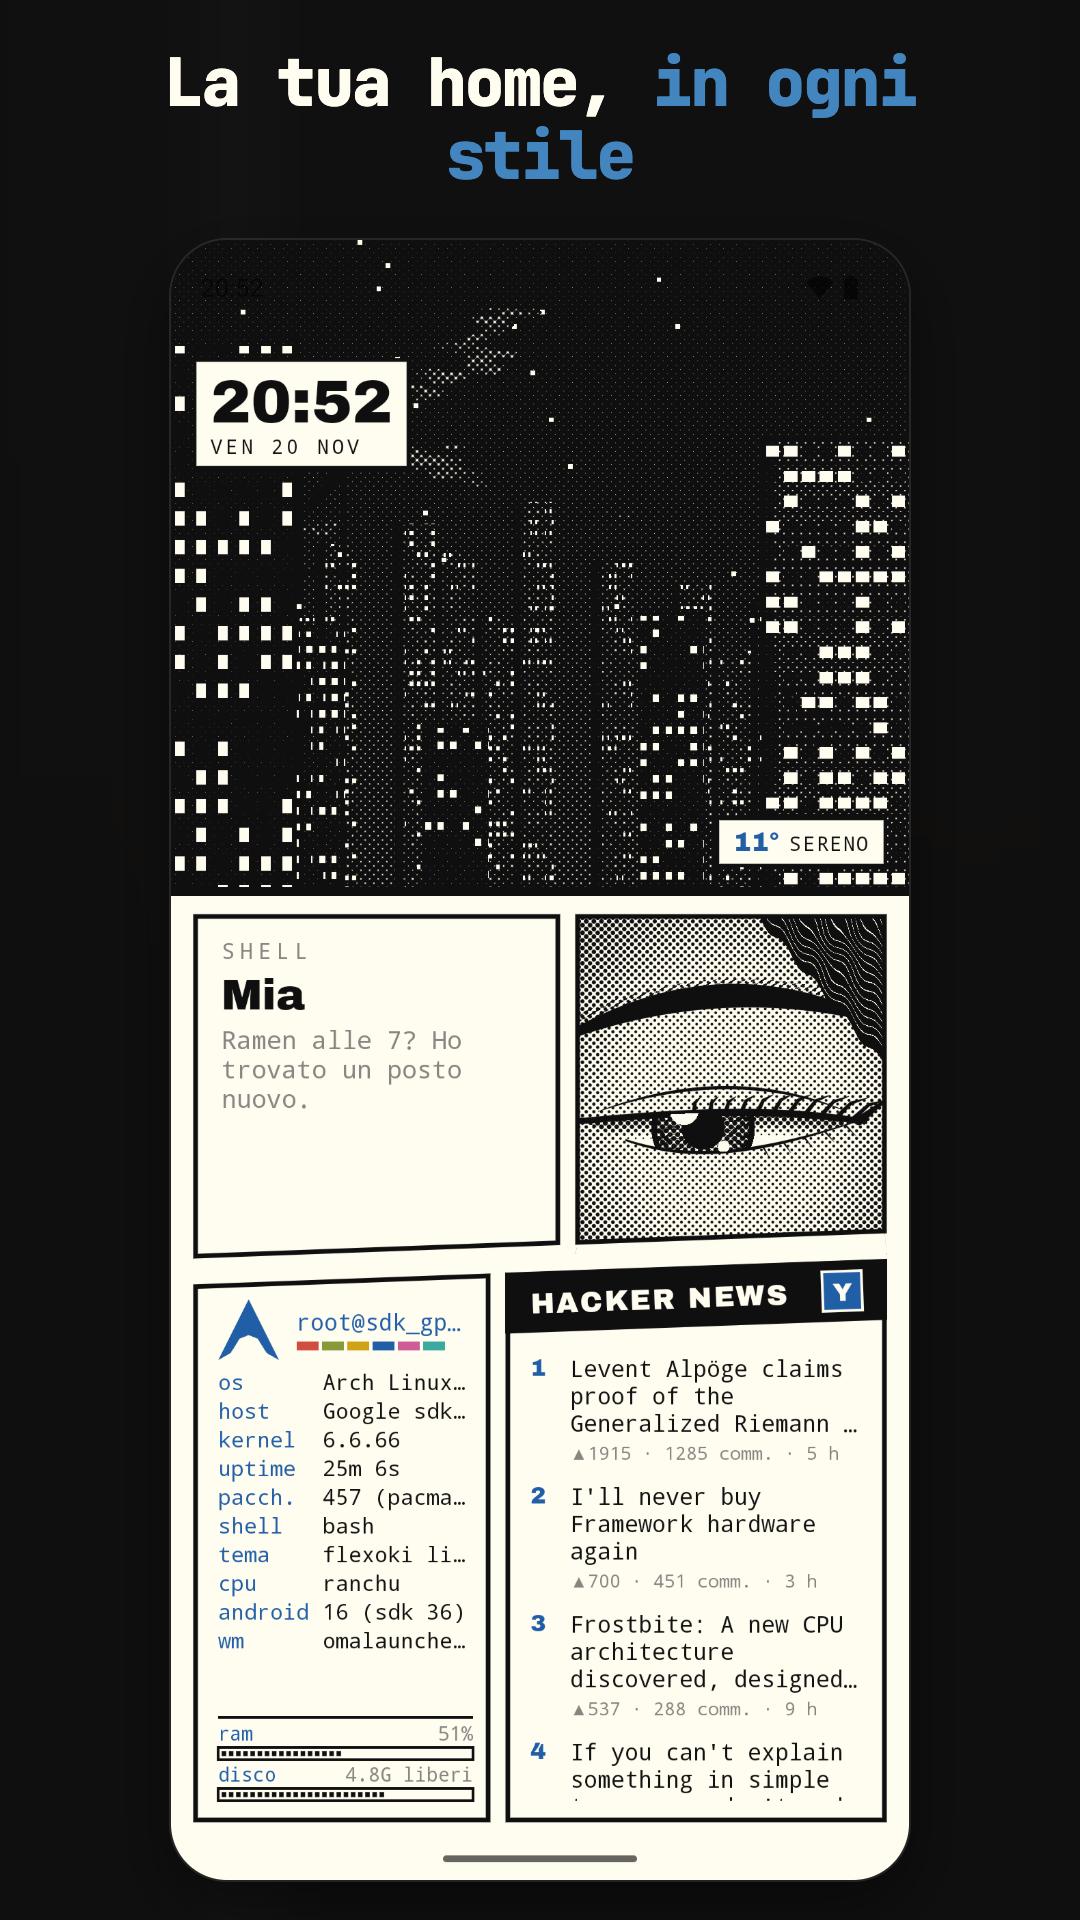 La tua home, in ogni
stile
20:52
20:52
VEN 20 NOV
11° SERENO
SHELL
Mia
Ramen alle 7? Ho
trovato un posto
nuovo.
root@sdk_gp…
os Arch Linux…
host Google sdk…
kernel 6.6.66
uptime 25m 6s
pacch. 457 (pacma…
shell bash
tema flexoki li…
cpu ranchu
android 16 (sdk 36)
wm omalaunche…
ram 51%
disco 4.8G liberi
HACKER NEWS Y
1 Levent Alpöge claims
proof of the
Generalized Riemann …
▲1915 · 1285 comm. · 5 h
2 I'll never buy
Framework hardware
again
▲700 · 451 comm. · 3 h
3 Frostbite: A new CPU
architecture
discovered, designed…
▲537 · 288 comm. · 9 h
4 If you can't explain
something in simple